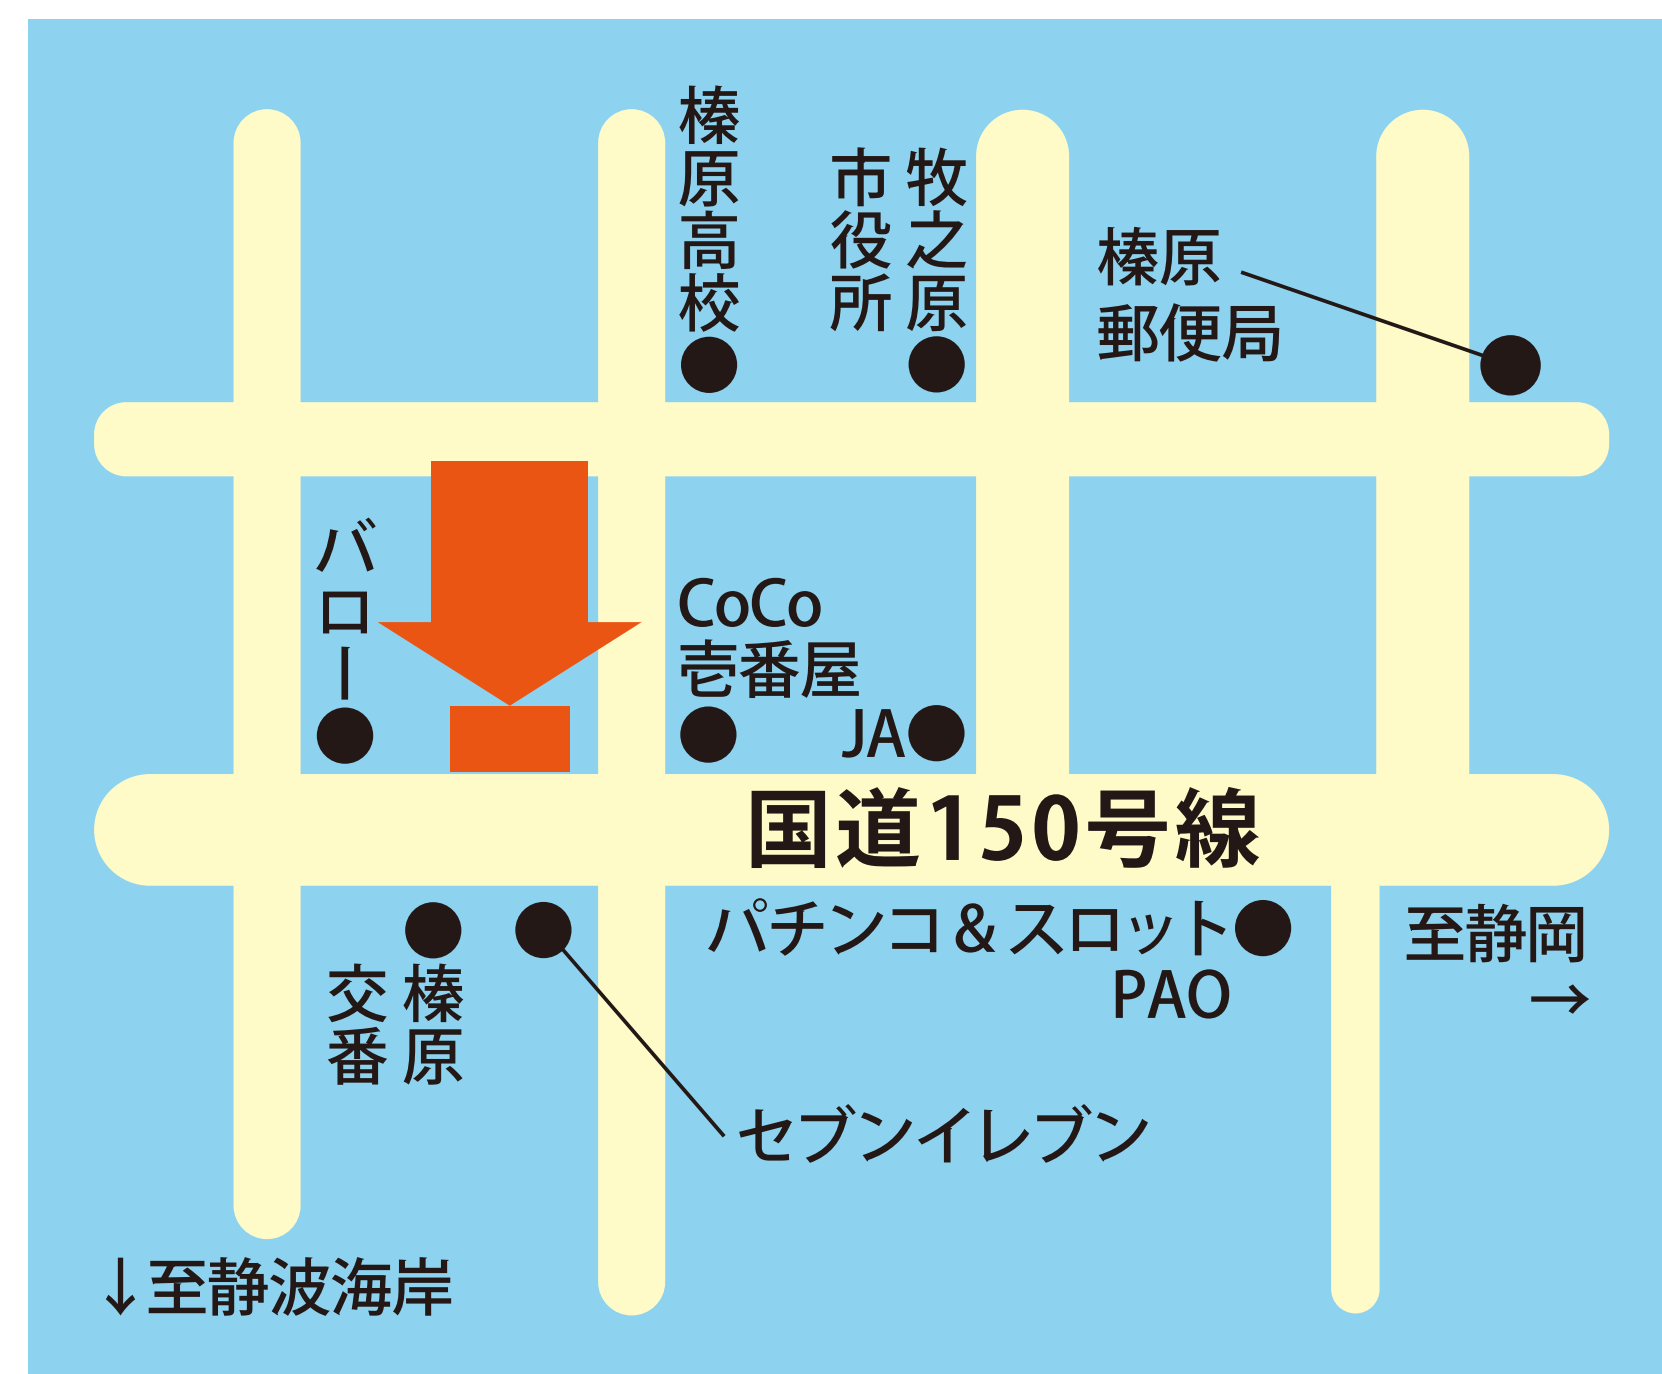 榛原高校
牧之原
市役所
榛原
郵便局
バロー
CoCo
壱番屋
JA
国道150号線
パチンコ&スロット
PAO
至静岡
→
榛原
交番
セブンイレブン
↓至静波海岸